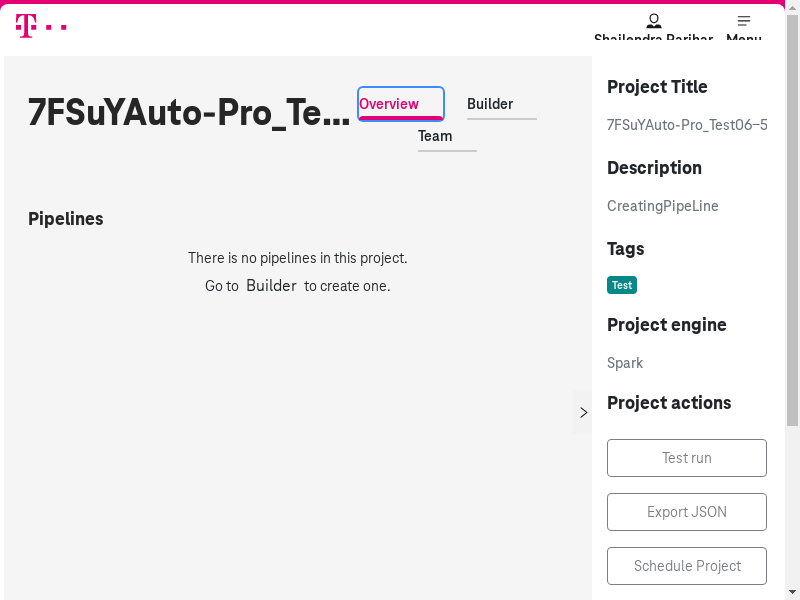 T
Shailendra Parihar
Menu
7FSuYAuto-Pro_Te...
Overview
Builder
Team
Pipelines
There is no pipelines in this project.
Go to Builder to create one.
Project Title
7FSuYAuto-Pro_Test06-5
Description
CreatingPipeLine
Tags
Test
Project engine
Spark
Project actions
Test run
Export JSON
Schedule Project